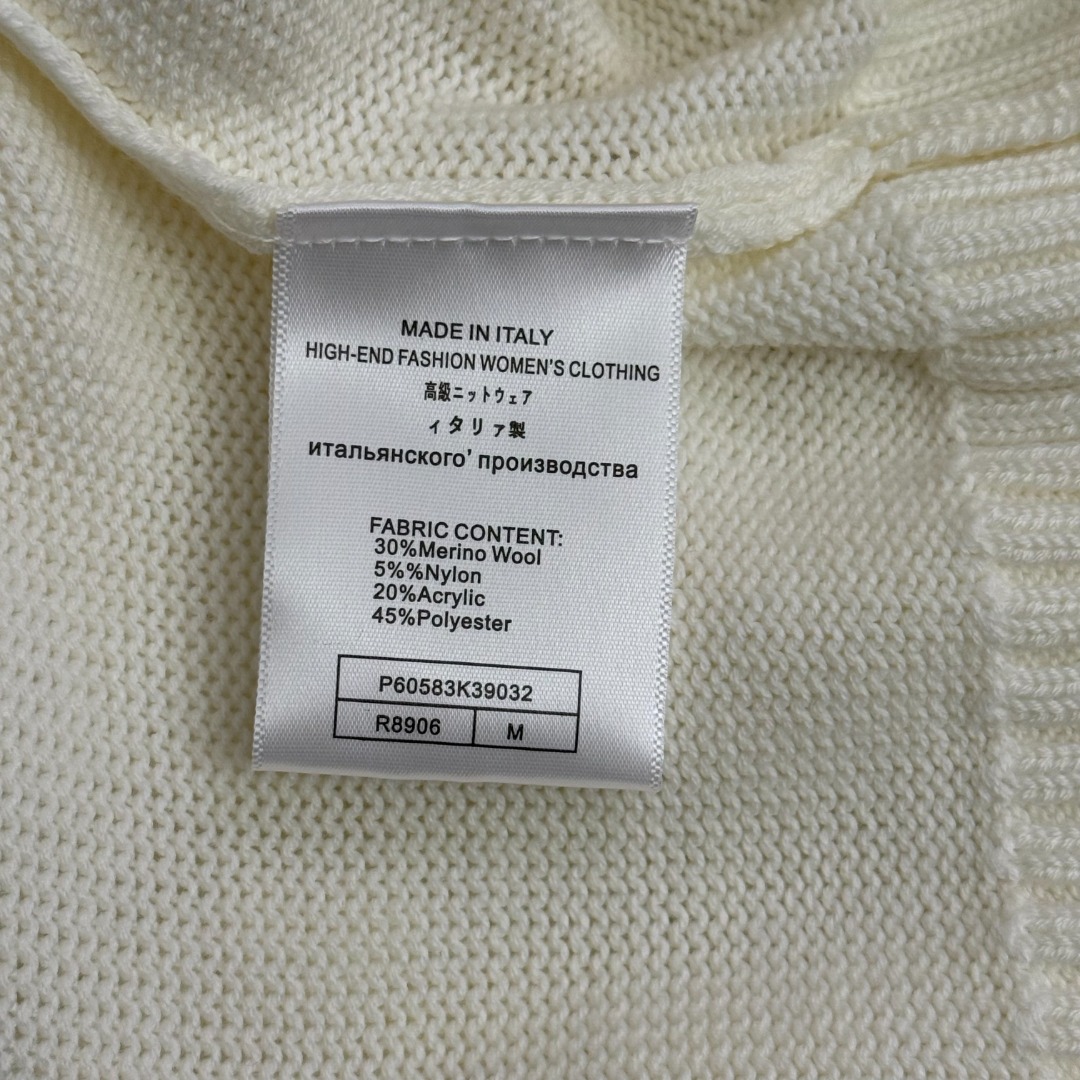 MADE IN ITALY
HIGH-END FASHION WOMEN'S CLOTHING
高級ニットウェア
ィタリァ製
итальянского' производства
FABRIC CONTENT:
30%Merino Wool
5%%Nylon
20%Acrylic
45%Polyester
P60583K39032
R8906 M